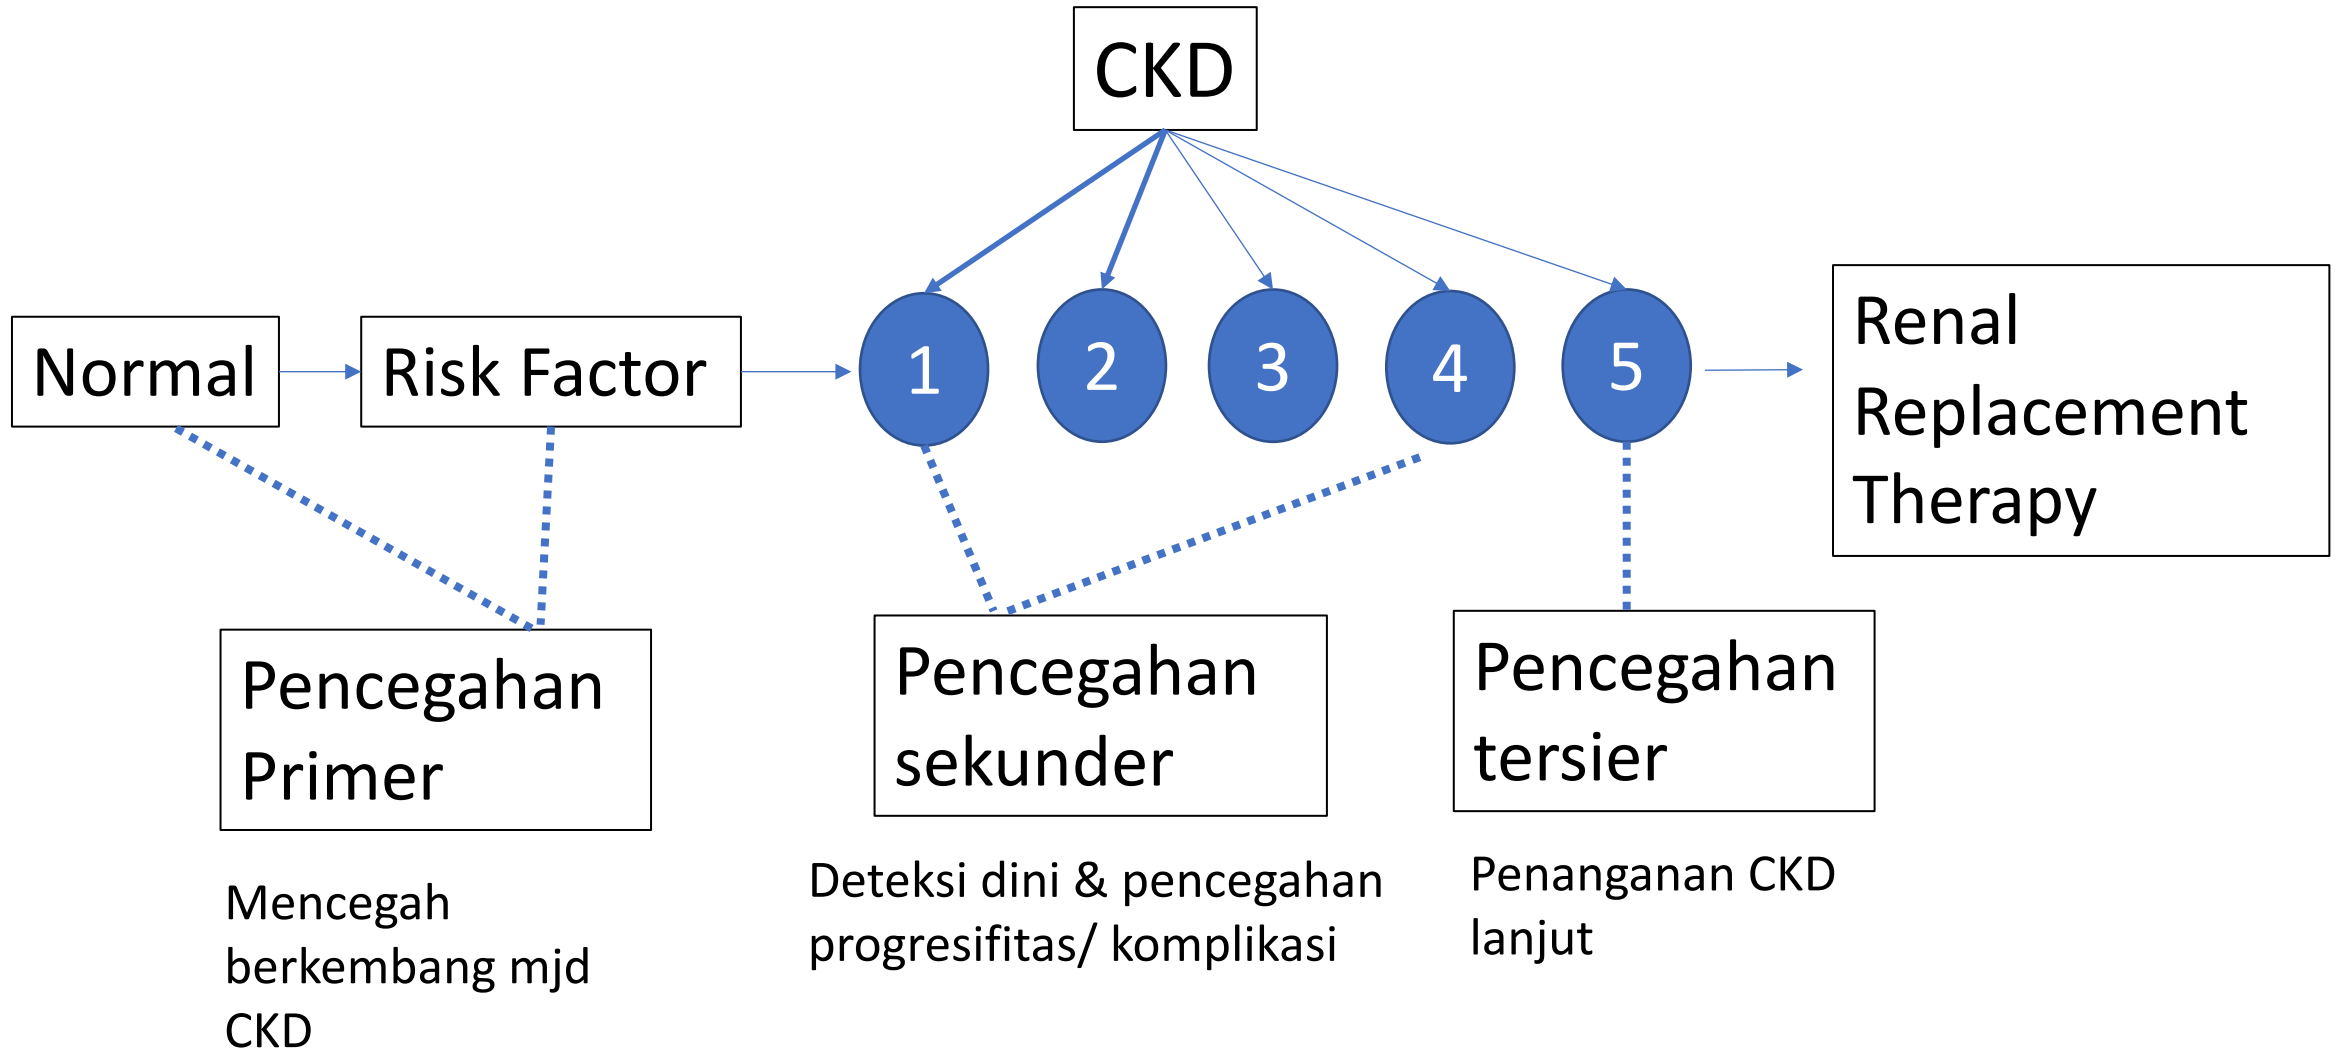 CKD
Normal
Risk Factor
1
2
3
4
5
Renal
Replacement
Therapy
Pencegahan
Primer
Pencegahan
sekunder
Pencegahan
tersier
Mencegah
berkembang mjd
CKD
Deteksi dini & pencegahan
progresifitas/ komplikasi
Penanganan CKD
lanjut